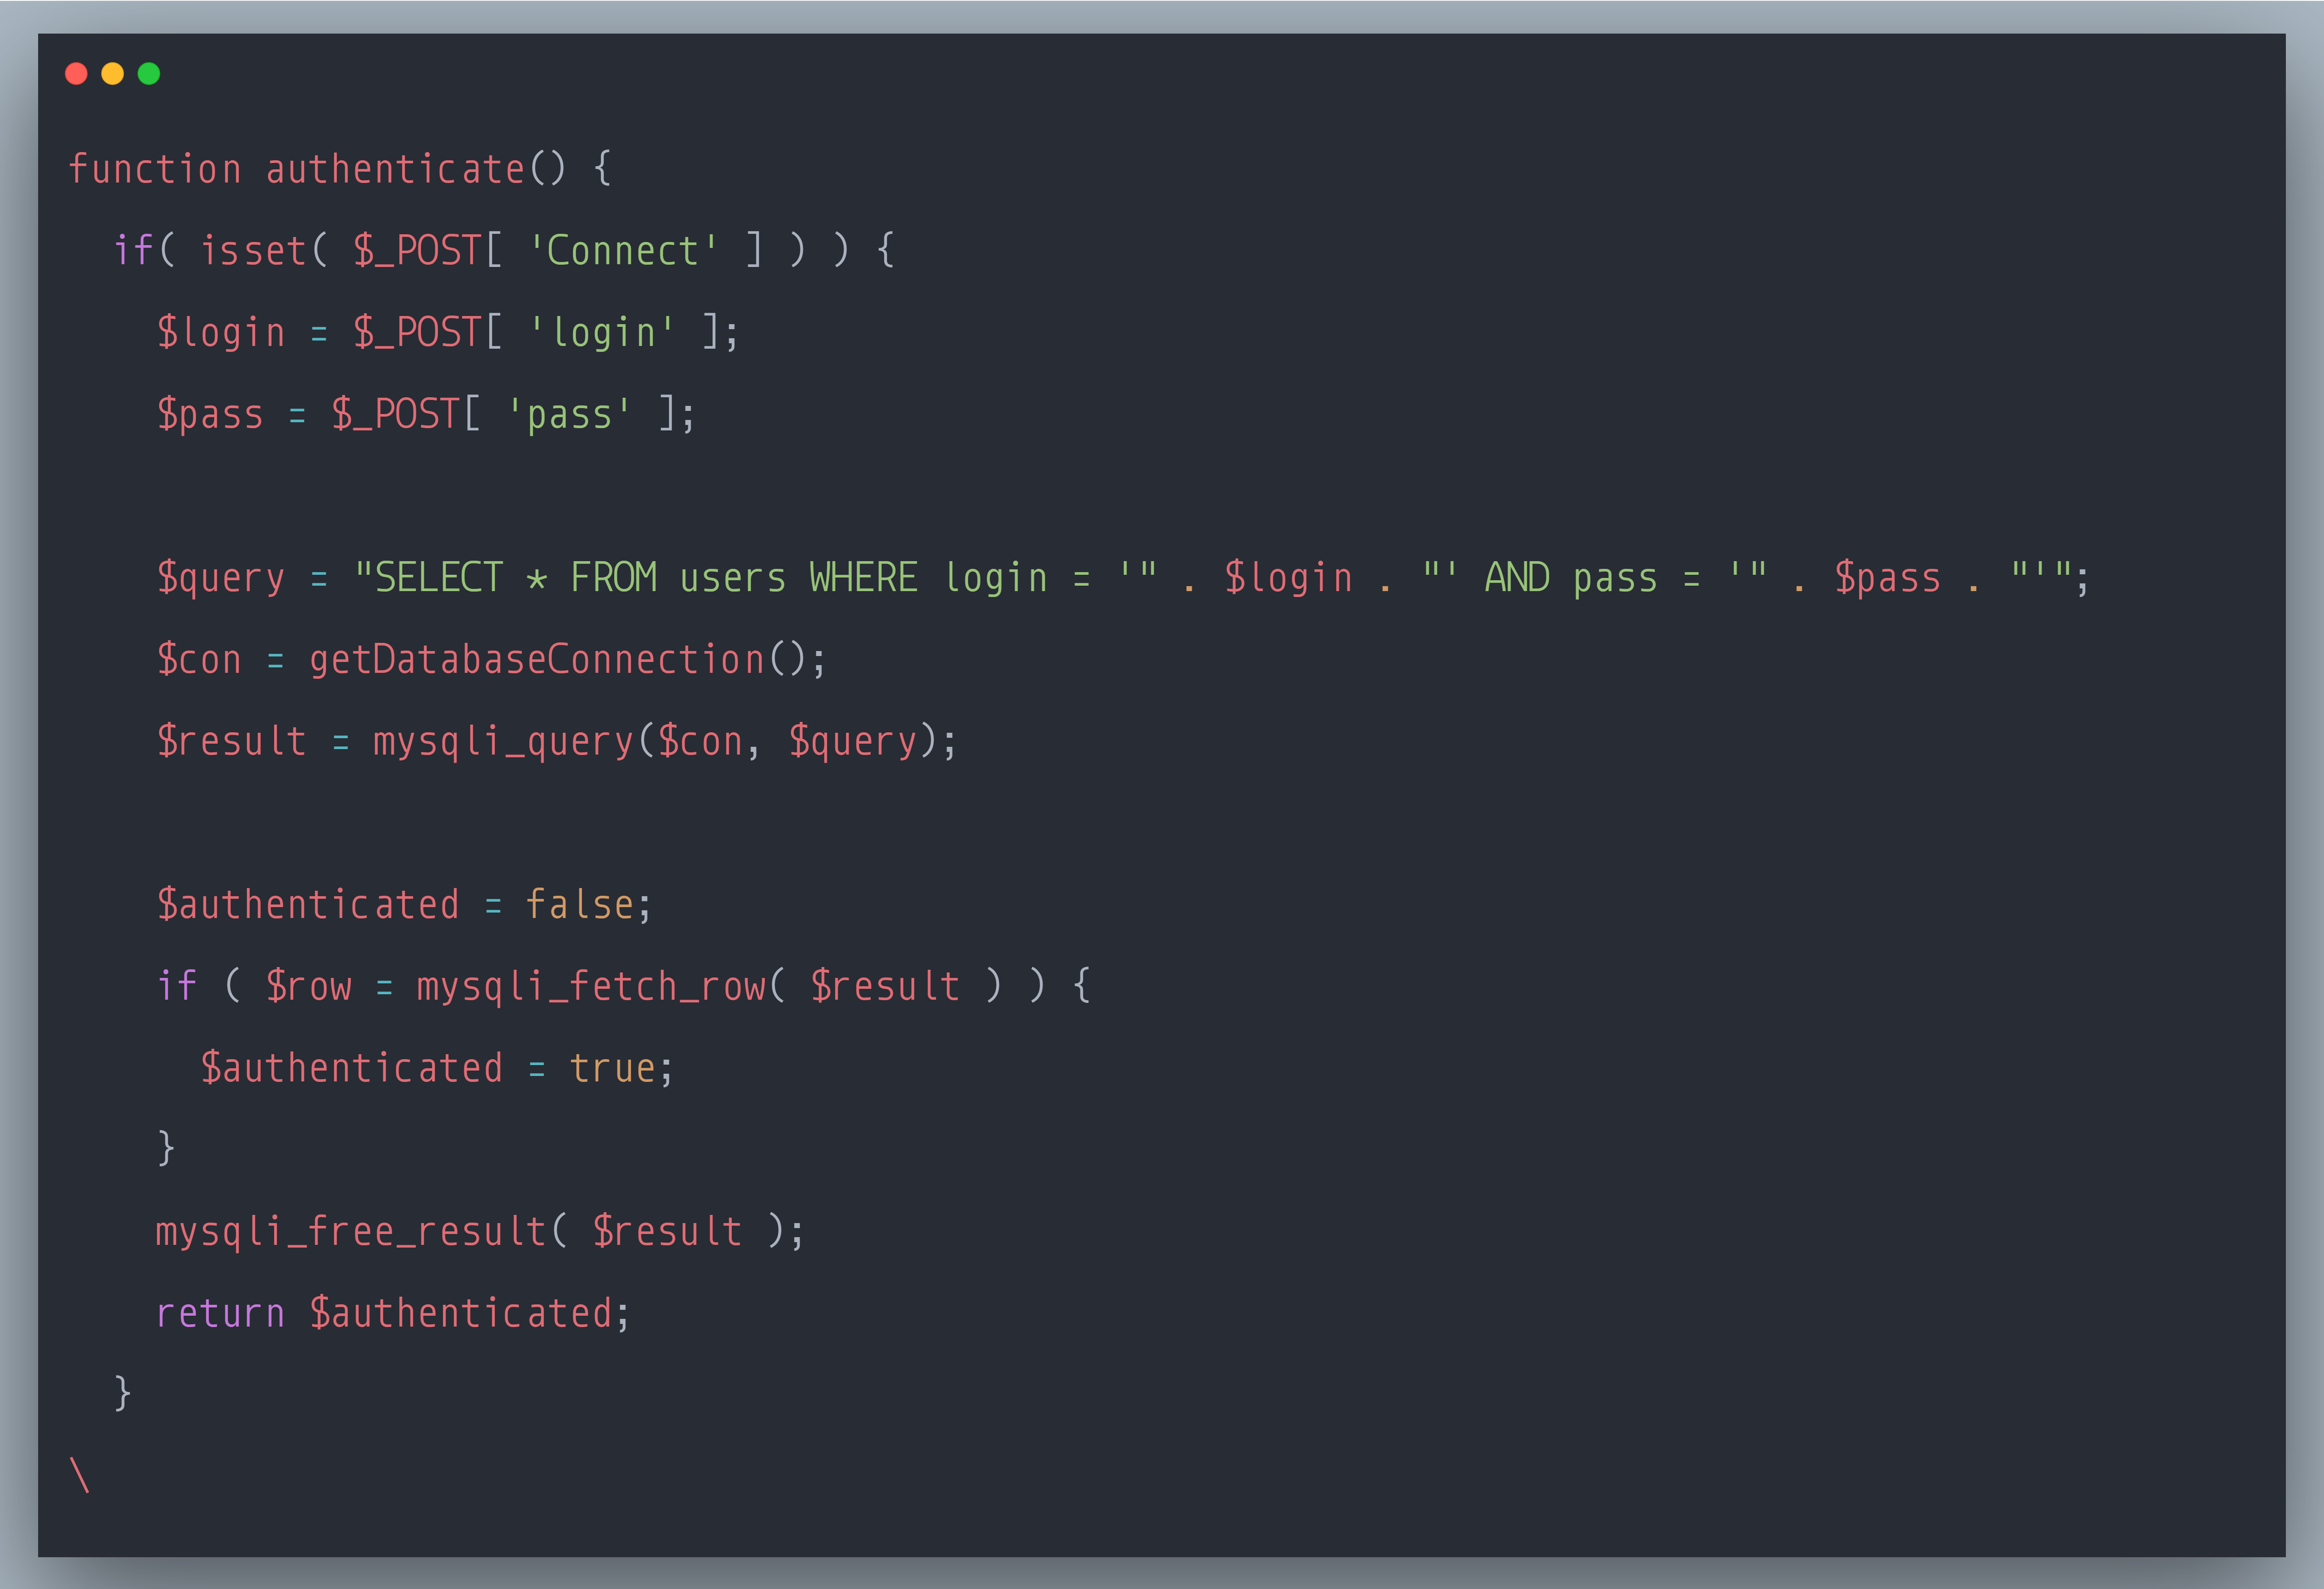 function authenticate() {
  if( isset( $_POST[ 'Connect' ] ) ) {
    $login = $_POST[ 'login' ];
    $pass = $_POST[ 'pass' ];

    $query = "SELECT * FROM users WHERE login = '" . $login . "' AND pass = '" . $pass . "'";
    $con = getDatabaseConnection();
    $result = mysqli_query($con, $query);

    $authenticated = false;
    if ( $row = mysqli_fetch_row( $result ) ) {
      $authenticated = true;
    }
    mysqli_free_result( $result );
    return $authenticated;
  }
\